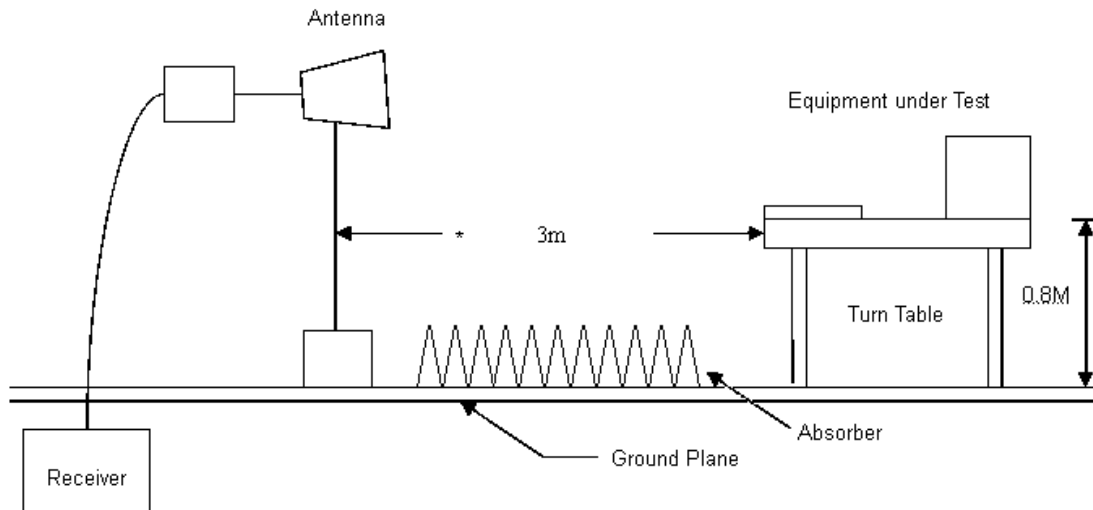 Antenna
Equipment under Test
* 3m
0.8M
Turn Table
Absorber
Ground Plane
Receiver